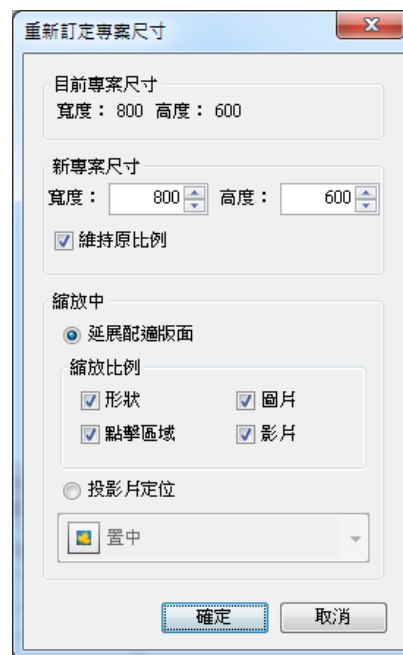 重新訂定專案尺寸
目前專案尺寸
寬度： 800 高度： 600
新專案尺寸
寬度： 800 高度： 600
維持原比例
縮放中
延展配適版面
縮放比例
形狀 圖片
點擊區域 影片
投影片定位
置中
確定 取消